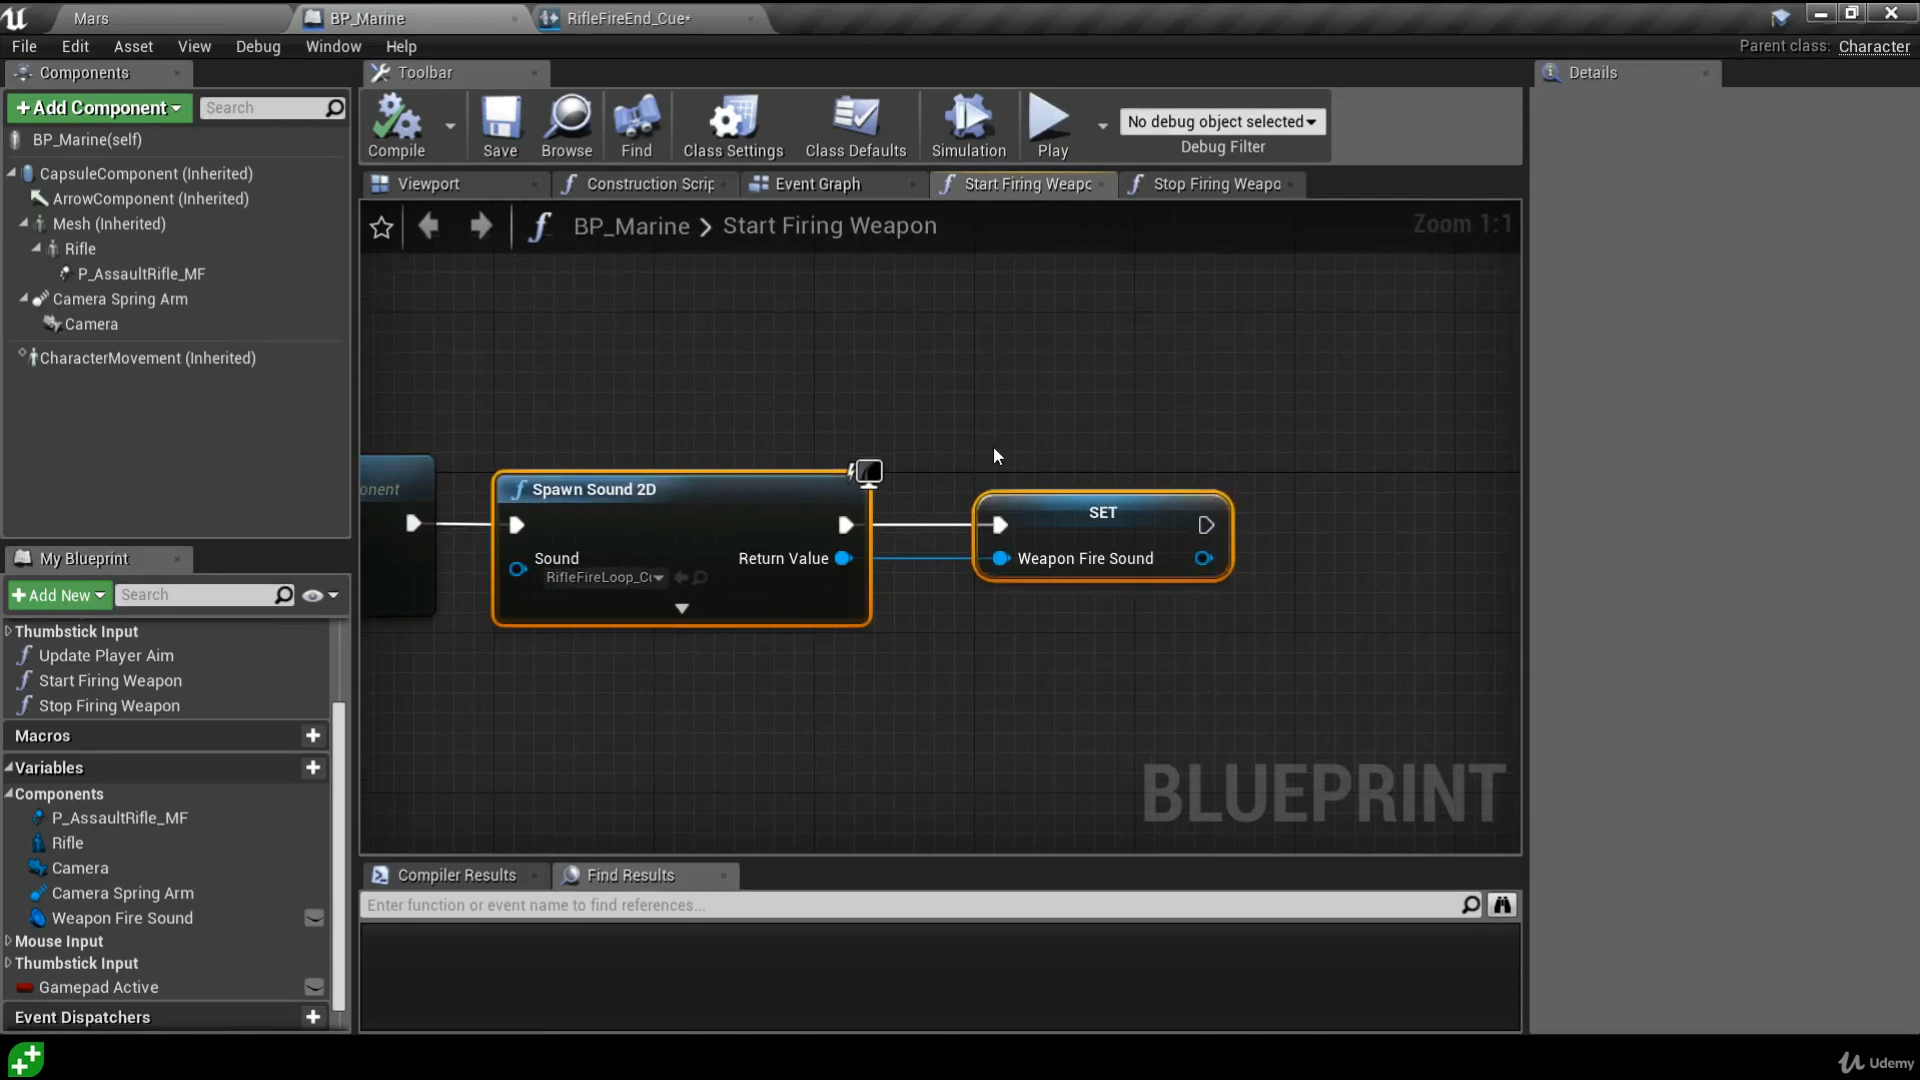 Mars
BP_Marine
RifleFireEnd_Cue*
File Edit Asset View Debug Window Help
Parent class: Character
Components
Toolbar
Details
Add Component
Search
BP_Marine(self)
CapsuleComponent (Inherited)
ArrowComponent (Inherited)
Mesh (Inherited)
Rifle
P_AssaultRifle_MF
Camera Spring Arm
Camera
CharacterMovement (Inherited)
Compile
Save
Browse
Find
Class Settings
Class Defaults
Simulation
Play
No debug object selected
Debug Filter
Viewport
Construction Scrip
Event Graph
Start Firing Weapo
Stop Firing Weapo
BP_Marine > Start Firing Weapon
Zoom 1:1
onent
Spawn Sound 2D
Sound
RifleFireLoop_Cu
Return Value
SET
Weapon Fire Sound
BLUEPRINT
My Blueprint
Add New
Search
Thumbstick Input
Update Player Aim
Start Firing Weapon
Stop Firing Weapon
Macros
Variables
Components
P_AssaultRifle_MF
Rifle
Camera
Camera Spring Arm
Weapon Fire Sound
Mouse Input
Thumbstick Input
Gamepad Active
Event Dispatchers
Compiler Results
Find Results
Enter function or event name to find references...
Udemy